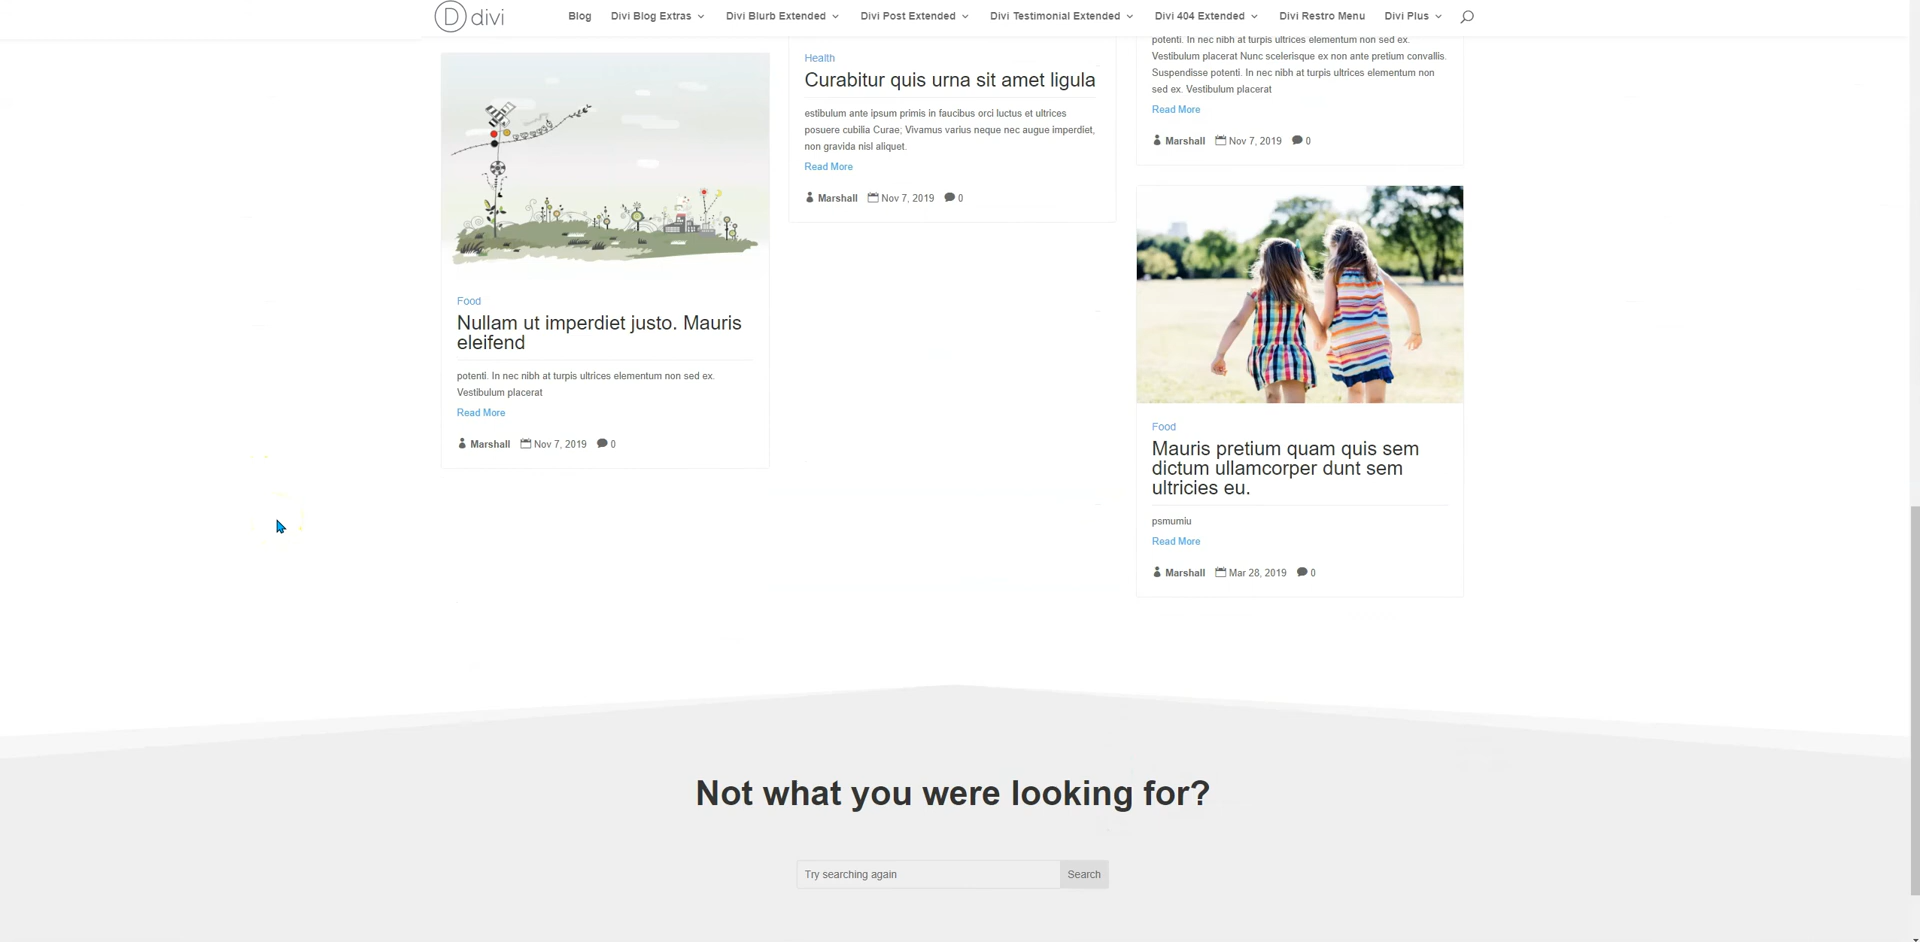 D divi
Blog
Divi Blog Extras
Divi Blurb Extended
Divi Post Extended
Divi Testimonial Extended
Divi 404 Extended
Divi Restro Menu
Divi Plus
Food
Nullam ut imperdiet justo. Mauris
eleifend
potenti. In nec nibh at turpis ultrices elementum non sed ex.
Vestibulum placerat
Read More
Marshall Nov 7, 2019 0
Health
Curabitur quis urna sit amet ligula
estibulum ante ipsum primis in faucibus orci luctus et ultrices
posuere cubilia Curae; Vivamus varius neque nec augue imperdiet,
non gravida nisl aliquet.
Read More
Marshall Nov 7, 2019 0
potenti. In nec nibh at turpis ultrices elementum non sed ex.
Vestibulum placerat Nunc scelerisque ex non ante pretium convallis.
Suspendisse potenti. In nec nibh at turpis ultrices elementum non
sed ex. Vestibulum placerat
Read More
Marshall Nov 7, 2019 0
Food
Mauris pretium quam quis sem
dictum ullamcorper dunt sem
ultricies eu.
psmumiu
Read More
Marshall Mar 28, 2019 0
Not what you were looking for?
Try searching again
Search